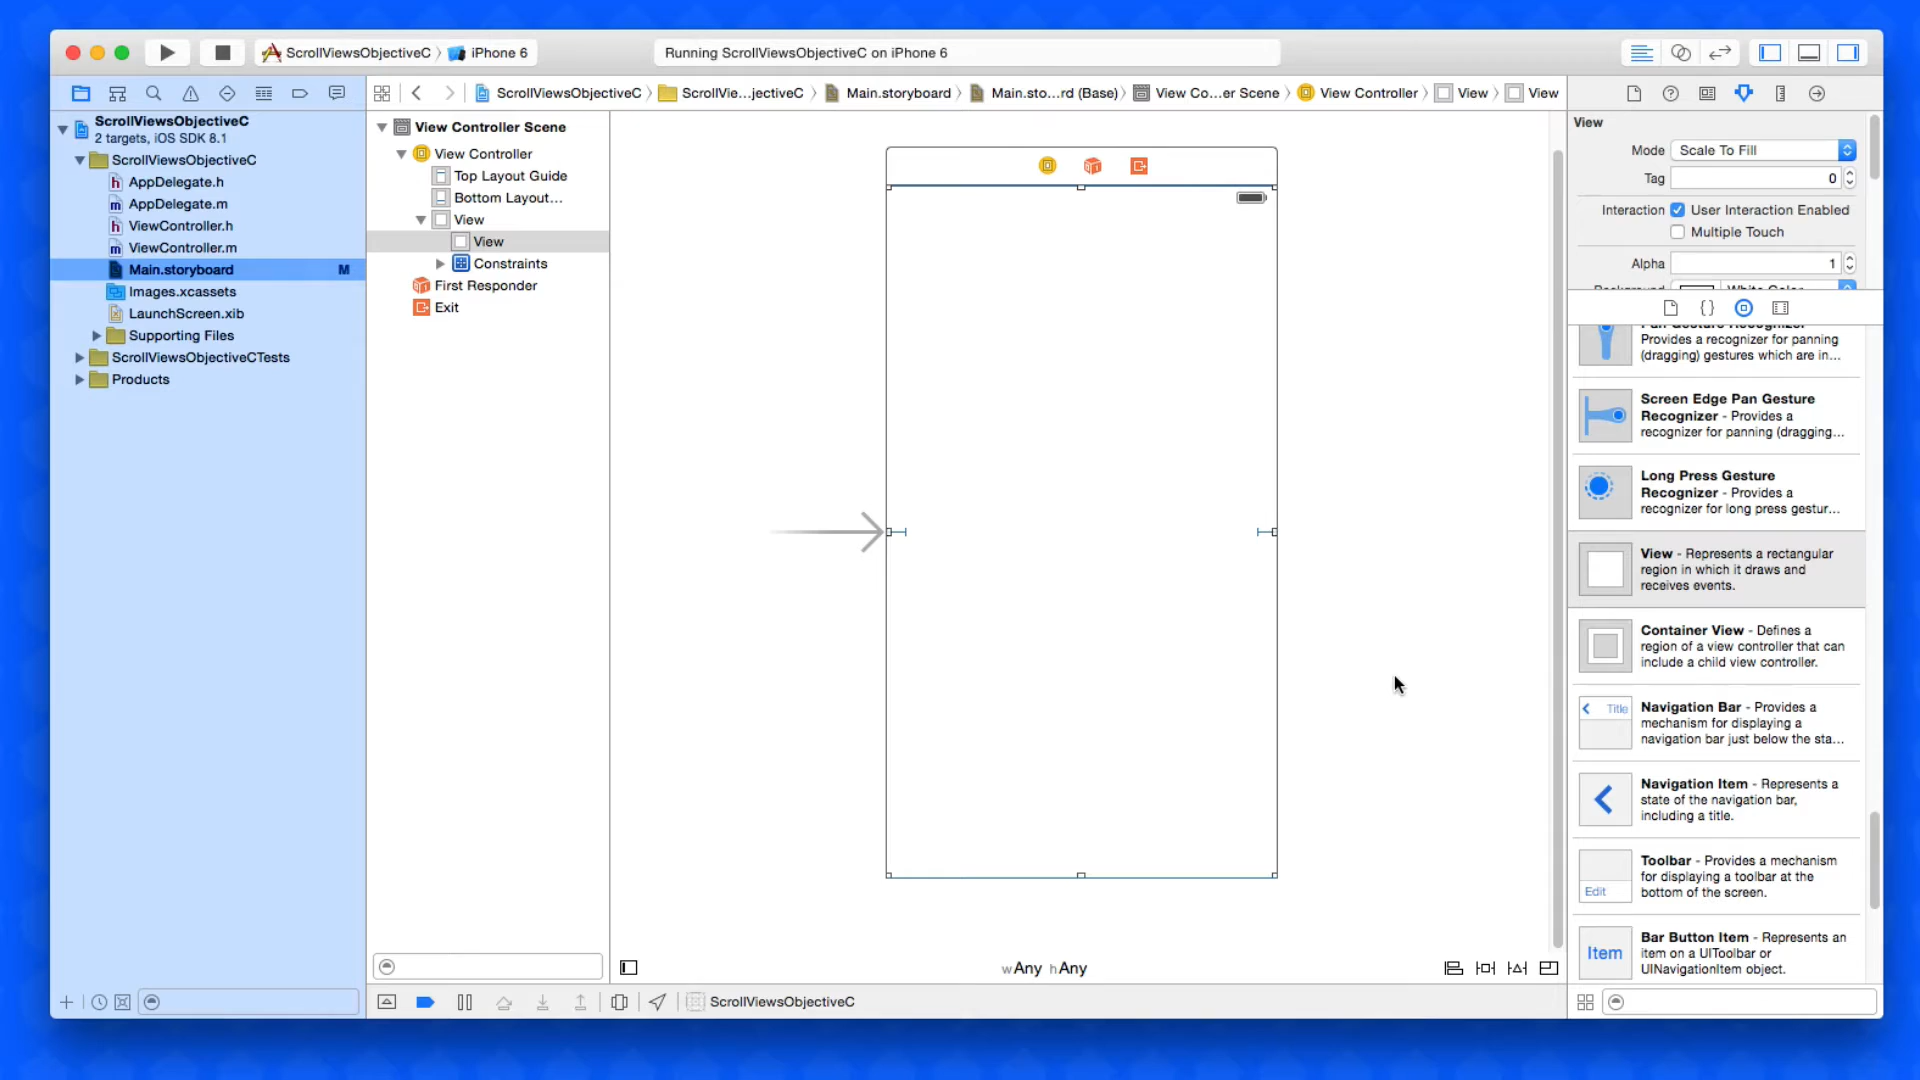 ScrollViewsObjectiveC
iPhone 6
Running ScrollViewsObjectiveC on iPhone 6
ScrollViewsObjectiveC
ScrollVie...jectiveC
Main.storyboard
Main.sto...rd (Base)
View Co...er Scene
View Controller
View
View
ScrollViewsObjectiveC
2 targets, iOS SDK 8.1
ScrollViewsObjectiveC
AppDelegate.h
AppDelegate.m
ViewController.h
ViewController.m
Main.storyboard M
Images.xcassets
LaunchScreen.xib
Supporting Files
ScrollViewsObjectiveCTests
Products
View Controller Scene
View Controller
Top Layout Guide
Bottom Layout...
View
View
Constraints
First Responder
Exit
wAny hAny
ScrollViewsObjectiveC
View
Mode Scale To Fill
Tag 0
Interaction User Interaction Enabled
Multiple Touch
Alpha 1
Background White Color
Pan Gesture Recognizer
Provides a recognizer for panning
(dragging) gestures which are in...
Screen Edge Pan Gesture
Recognizer - Provides a
recognizer for panning (dragging...
Long Press Gesture
Recognizer - Provides a
recognizer for long press gestur...
View - Represents a rectangular
region in which it draws and
receives events.
Container View - Defines a
region of a view controller that can
include a child view controller.
Title
Navigation Bar - Provides a
mechanism for displaying a
navigation bar just below the sta...
Navigation Item - Represents a
state of the navigation bar,
including a title.
Edit
Toolbar - Provides a mechanism
for displaying a toolbar at the
bottom of the screen.
Item
Bar Button Item - Represents an
item on a UIToolbar or
UINavigationItem object.